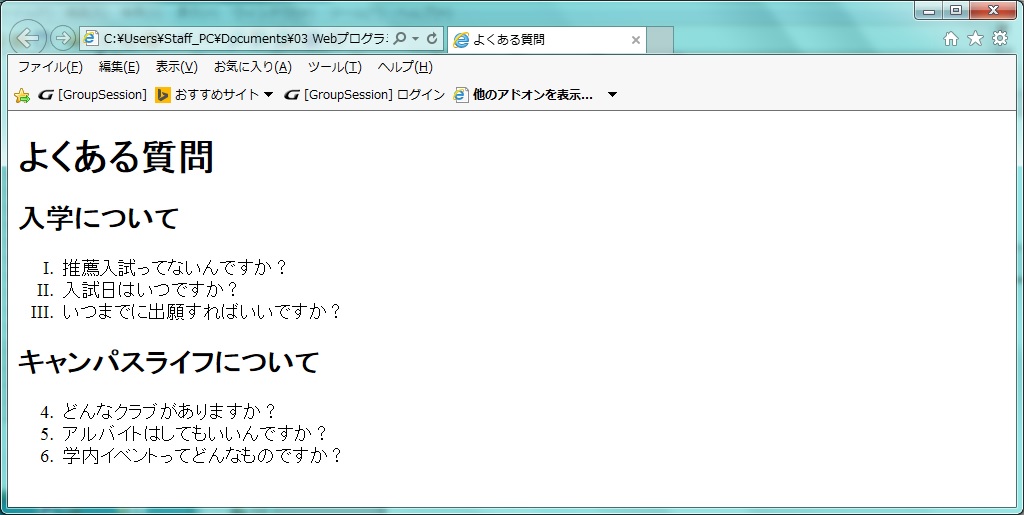 C:¥Users¥Staff_PC¥Documents¥03 Webプログラ
よくある質問
ファイル(F) 編集(E) 表示(V) お気に入り(A) ツール(T) ヘルプ(H)
[GroupSession] おすすめサイト [GroupSession] ログイン 他のアドオンを表示...
よくある質問
入学について
I. 推薦入試ってないんですか？
II. 入試日はいつですか？
III. いつまでに出願すればいいですか？
キャンパスライフについて
4. どんなクラブがありますか？
5. アルバイトはしてもいいんですか？
6. 学内イベントってどんなものですか？